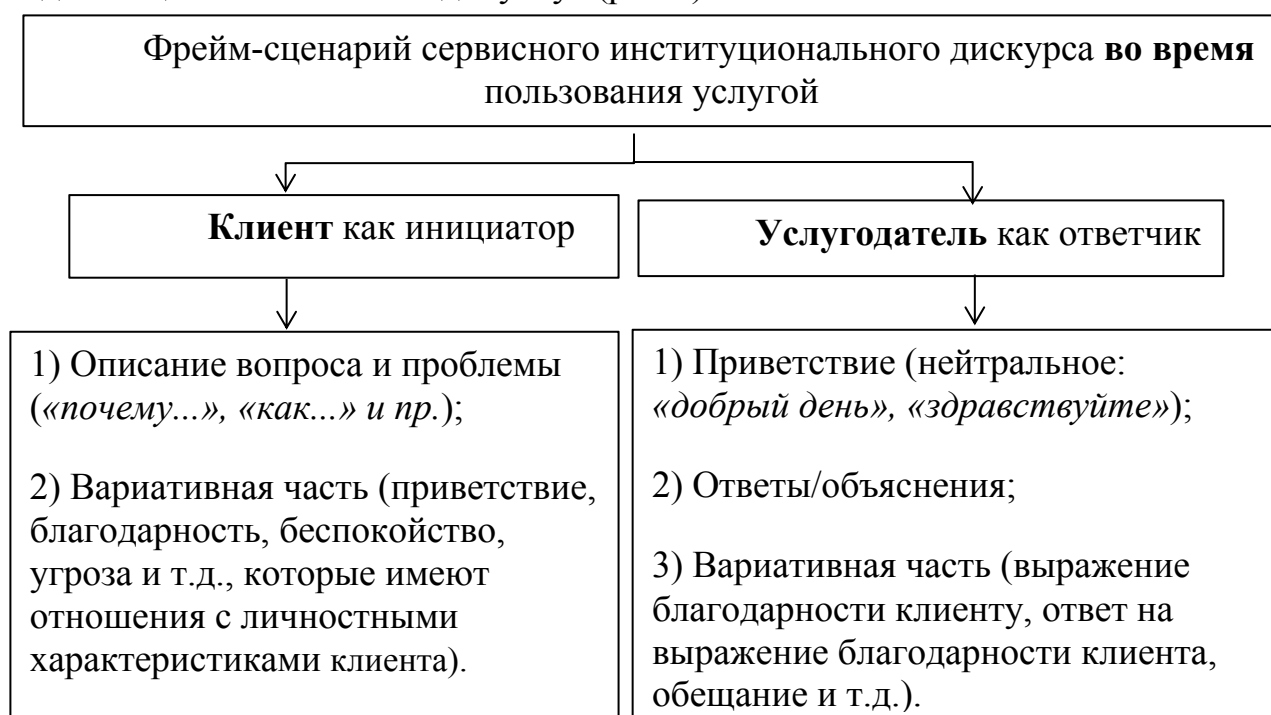 Фрейм-сценарий сервисного институционального дискурса во время
пользования услугой
Клиент как инициатор
Услугодатель как ответчик
1) Описание вопроса и проблемы
(«почему...», «как...» и пр.);
2) Вариативная часть (приветствие,
благодарность, беспокойство,
угроза и т.д., которые имеют
отношения с личностными
характеристиками клиента).
1) Приветствие (нейтральное:
«добрый день», «здравствуйте»);
2) Ответы/объяснения;
3) Вариативная часть (выражение
благодарности клиенту, ответ на
выражение благодарности клиента,
обещание и т.д.).